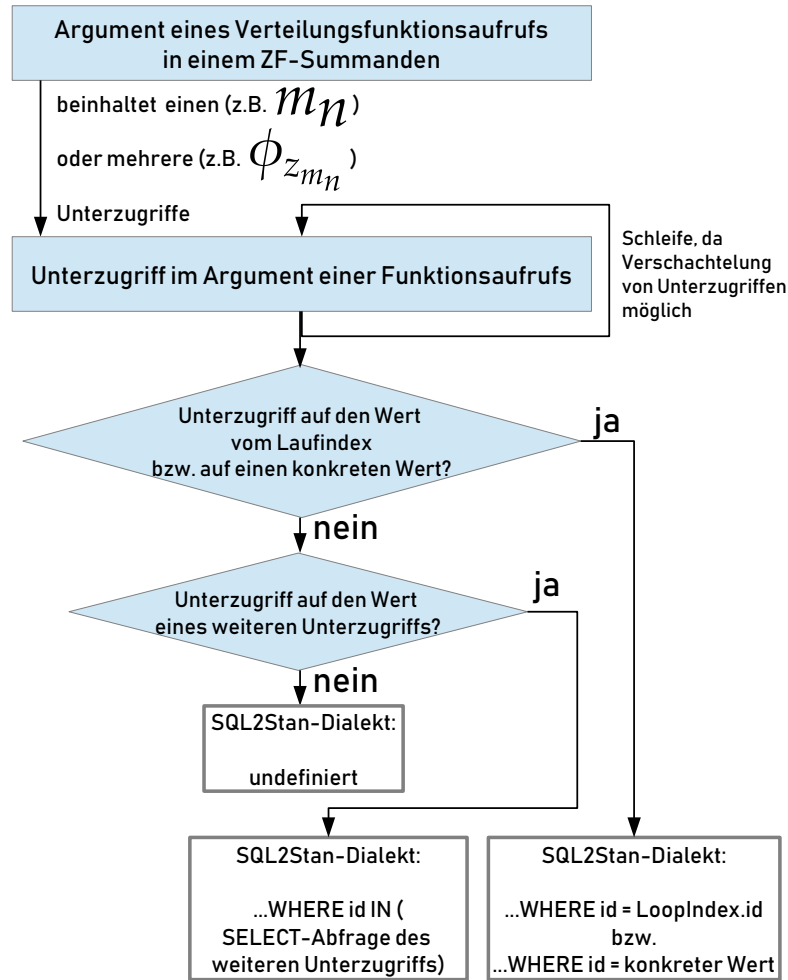 Argument eines Verteilungsfunktionsaufrufs
in einem ZF-Summanden
beinhaltet einen (z.B. m_n )
oder mehrere (z.B. ϕ_{z_{m_n}} )
Unterzugriffe
Schleife, da
Verschachtelung
von Unterzugriffen
möglich
Unterzugriff im Argument einer Funktionsaufrufs
Unterzugriff auf den Wert
vom Laufindex
bzw. auf einen konkreten Wert?
ja
nein
Unterzugriff auf den Wert
eines weiteren Unterzugriffs?
ja
nein
SQL2Stan-Dialekt:
undefiniert
SQL2Stan-Dialekt:
...WHERE id IN (
SELECT-Abfrage des
weiteren Unterzugriffs)
SQL2Stan-Dialekt:
...WHERE id = LoopIndex.id
bzw.
...WHERE id = konkreter Wert